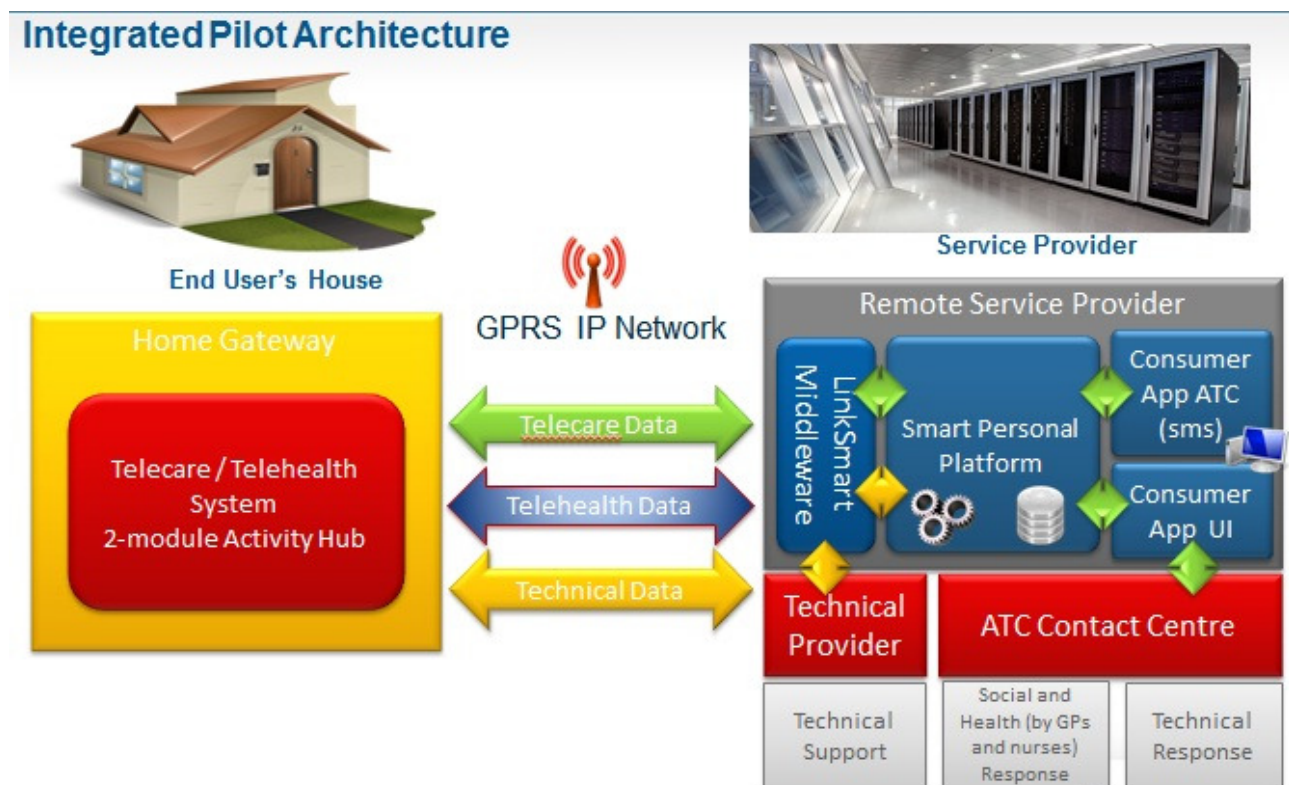 Integrated Pilot Architecture
End User's House
GPRS IP Network
Service Provider
Home Gateway
Telecare / Telehealth
System
2-module Activity Hub
Telecare Data
Telehealth Data
Technical Data
Remote Service Provider
LinkSmart
Middleware
Smart Personal
Platform
Consumer
App ATC
(sms)
Consumer
App UI
Technical
Provider
ATC Contact Centre
Technical
Support
Social and
Health (by GPs
and nurses)
Response
Technical
Response